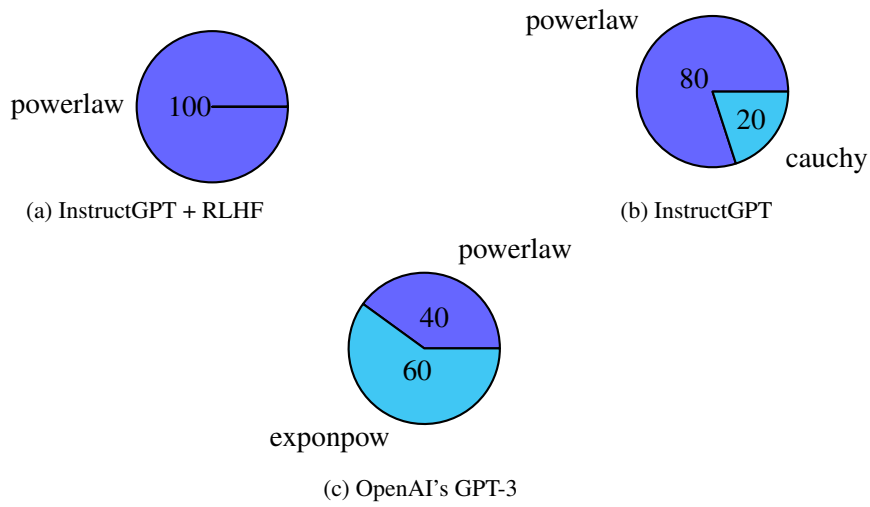 powerlaw
100
(a) InstructGPT + RLHF
powerlaw
80
20
cauchy
(b) InstructGPT
powerlaw
40
60
exponpow
(c) OpenAI's GPT-3